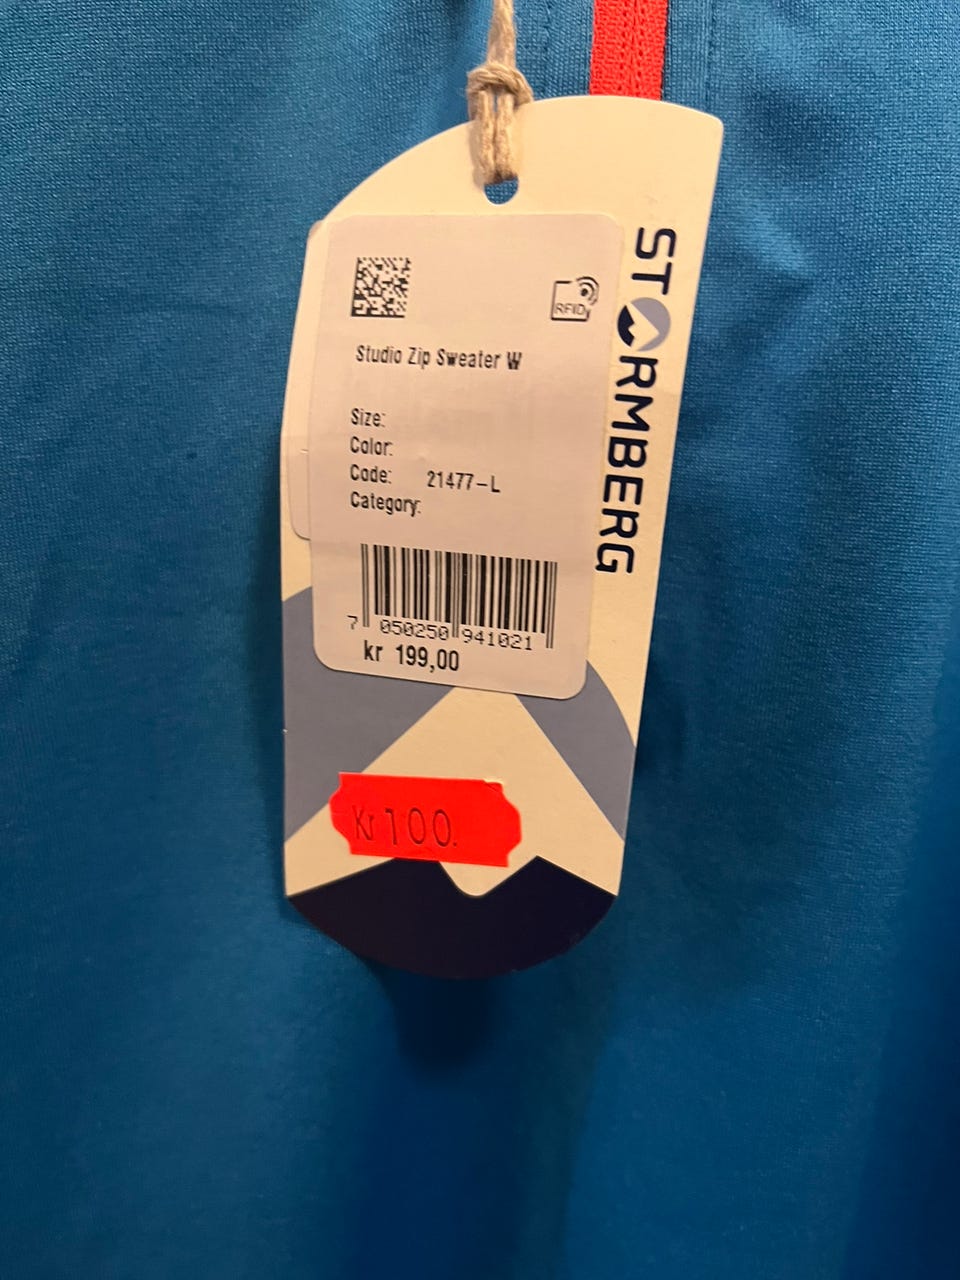 STORMBERG
RFID
Studio Zip Sweater W
Size:
Color:
Code: 21477-L
Category:
7 050250 941021
kr 199,00
Kr 100.